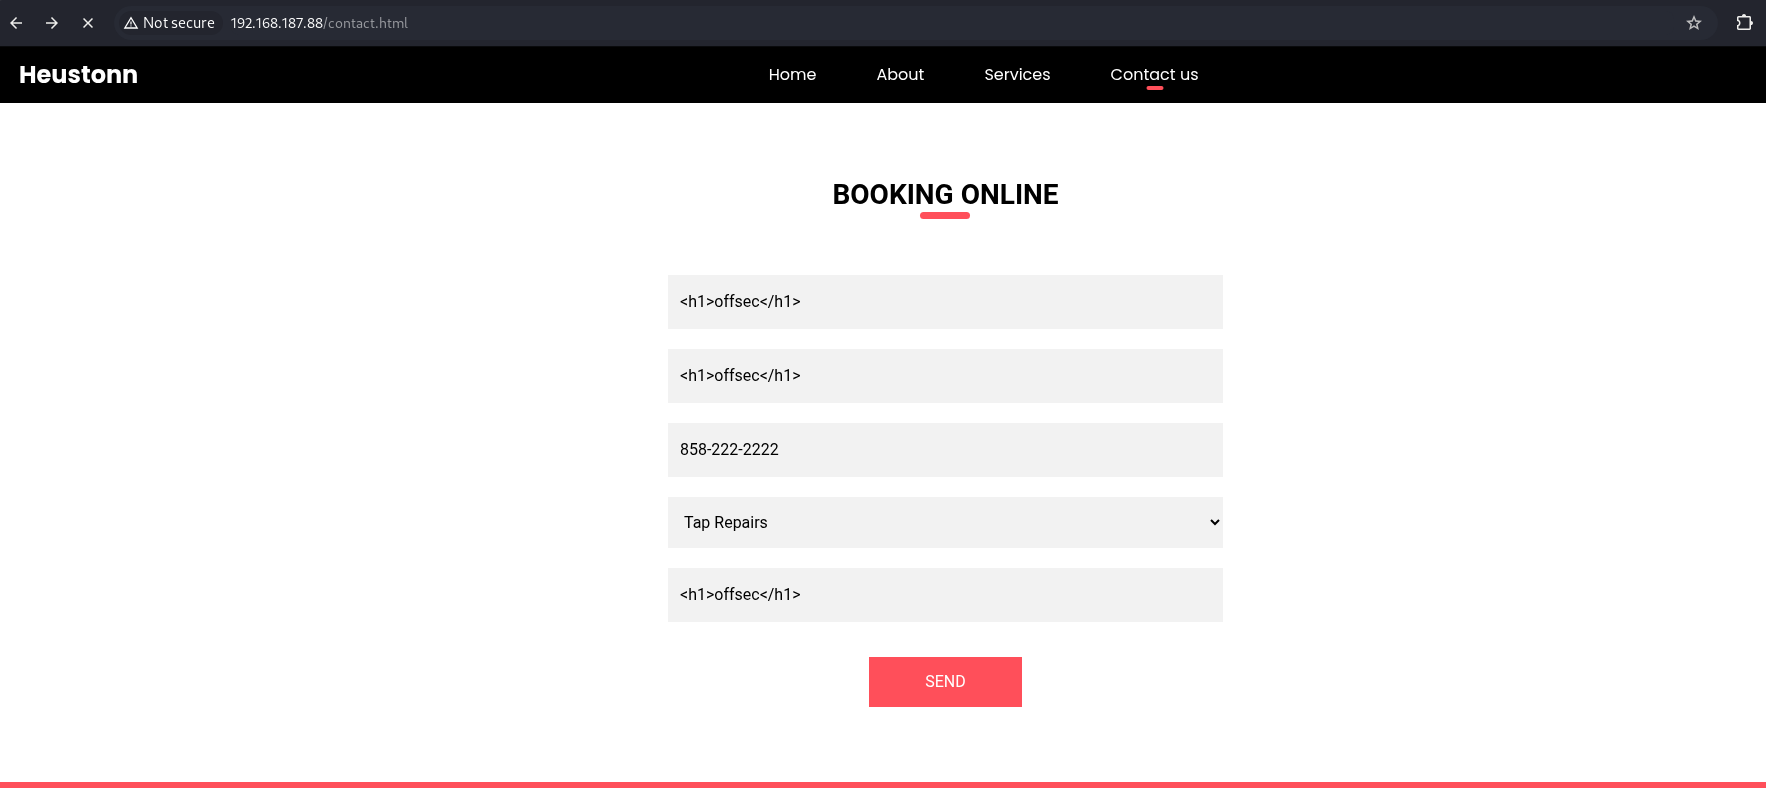 Not secure 192.168.187.88/contact.html
Heustonn Home About Services Contact us
BOOKING ONLINE
<h1>offsec</h1>
<h1>offsec</h1>
858-222-2222
Tap Repairs
<h1>offsec</h1>
SEND